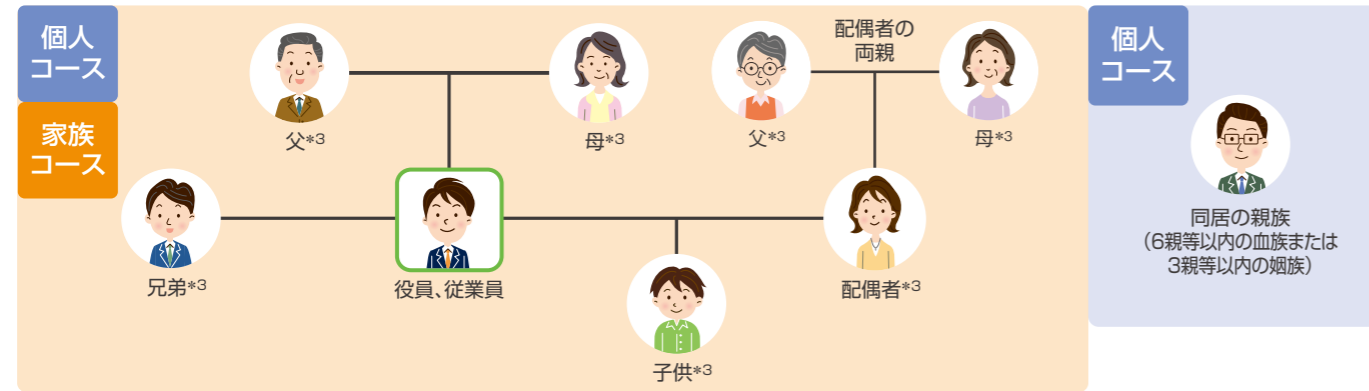 個人
コース
家族
コース
配偶者の
両親
父*3
母*3
父*3
母*3
兄弟*3
役員、従業員
配偶者*3
子供*3
個人
コース
同居の親族
(6親等以内の血族または
3親等以内の姻族)